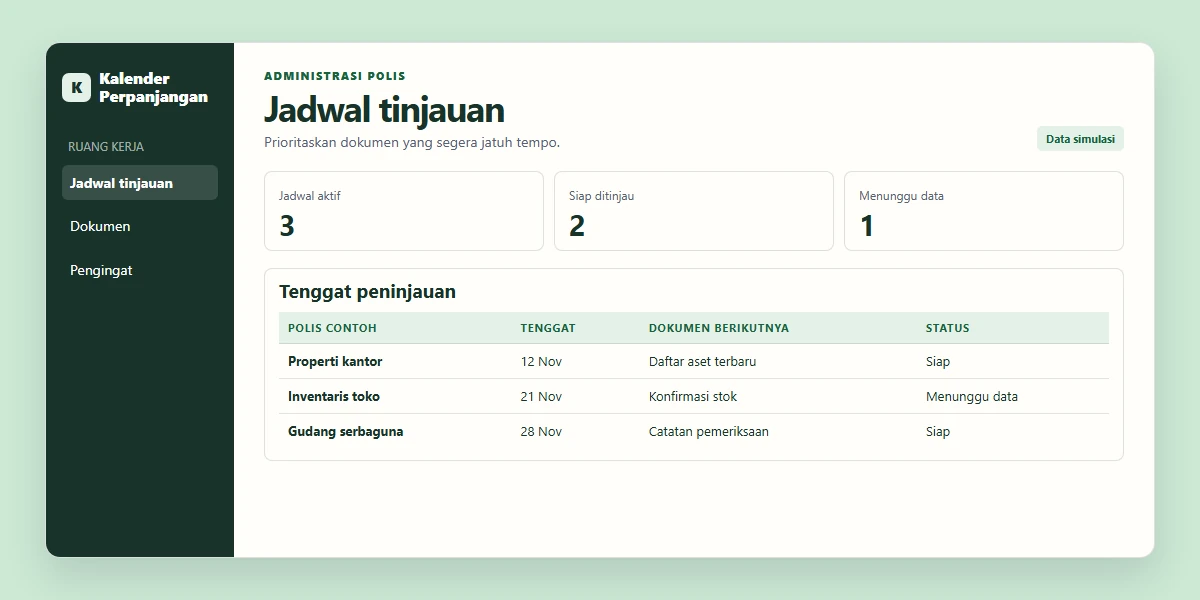 K
Kalender
Perpanjangan
RUANG KERJA
Jadwal tinjauan
Dokumen
Pengingat
ADMINISTRASI POLIS
Jadwal tinjauan
Prioritaskan dokumen yang segera jatuh tempo.
Data simulasi
Jadwal aktif
3
Siap ditinjau
2
Menunggu data
1
Tenggat peninjauan
POLIS CONTOH TENGGAT DOKUMEN BERIKUTNYA STATUS
Properti kantor 12 Nov Daftar aset terbaru Siap
Inventaris toko 21 Nov Konfirmasi stok Menunggu data
Gudang serbaguna 28 Nov Catatan pemeriksaan Siap